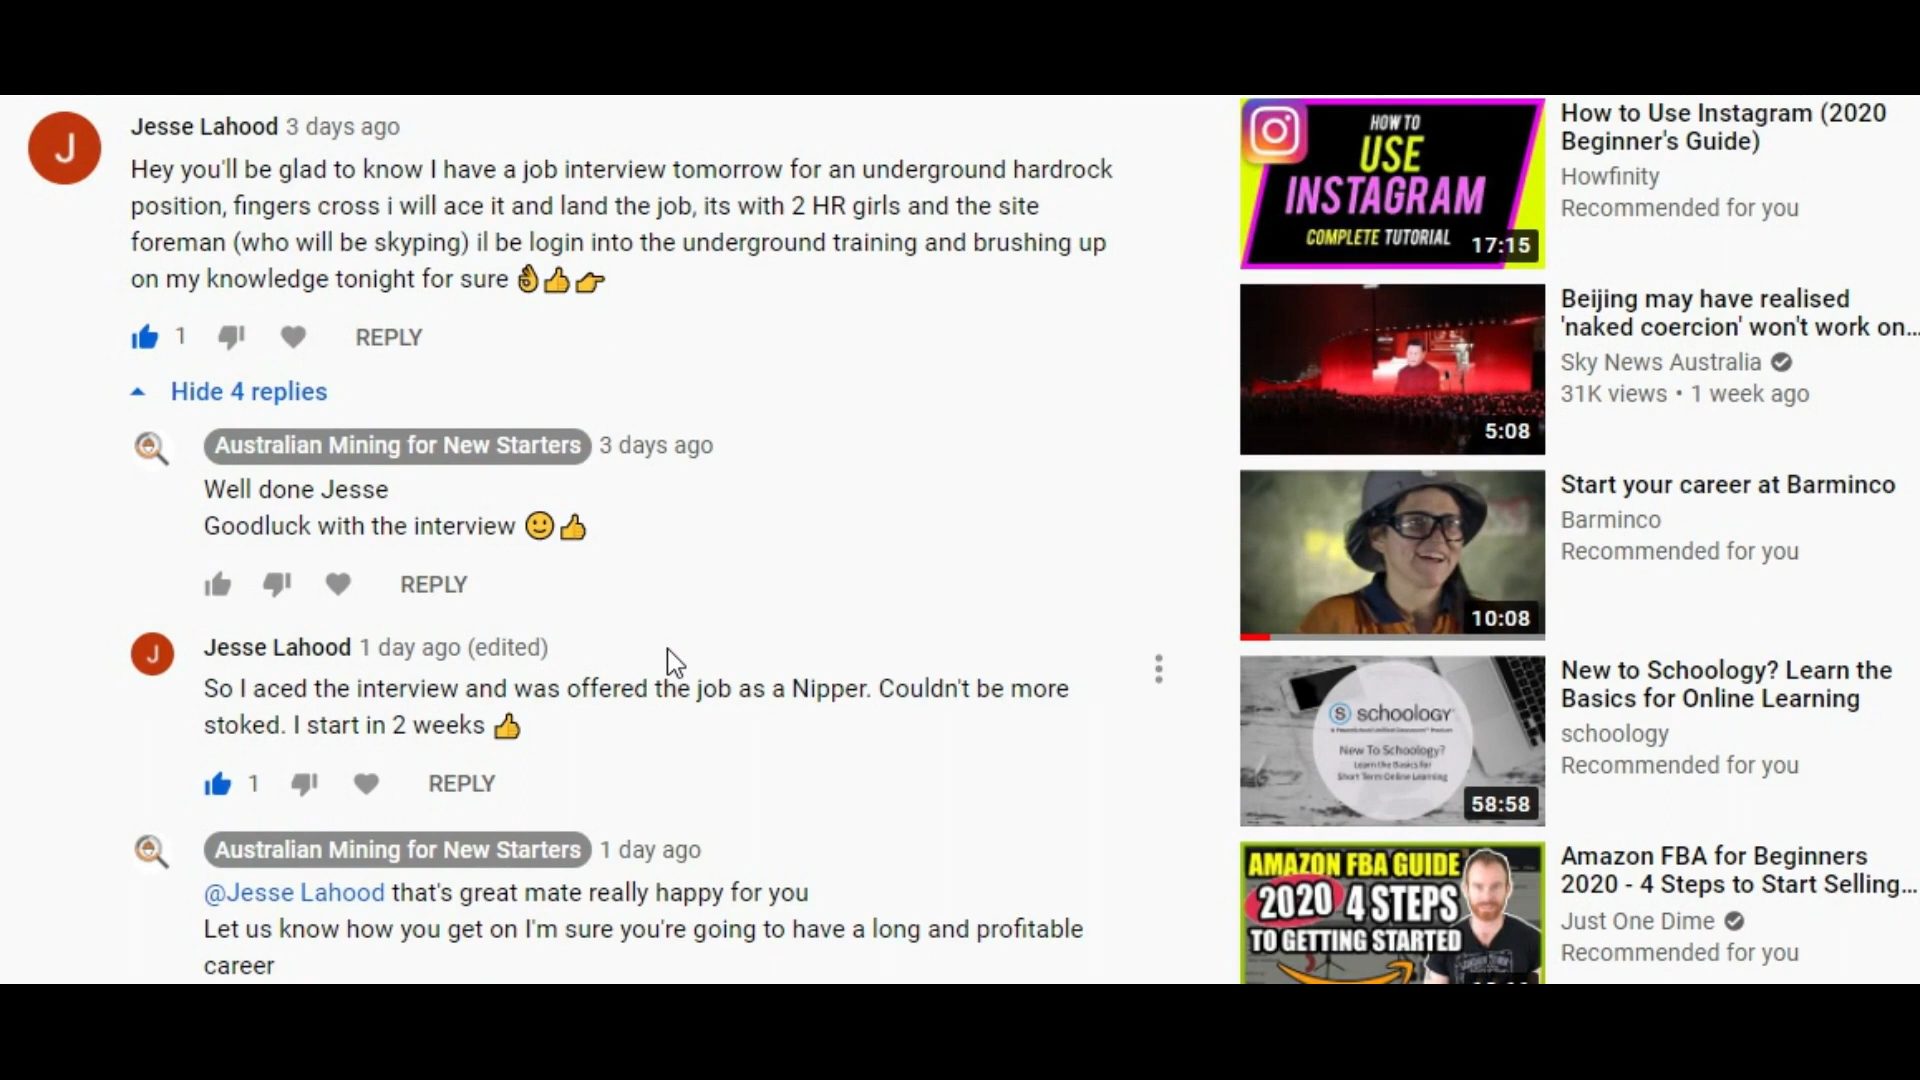 J
Jesse Lahood 3 days ago
Hey you'll be glad to know I have a job interview tomorrow for an underground hardrock
position, fingers cross i will ace it and land the job, its with 2 HR girls and the site
foreman (who will be skyping) il be login into the underground training and brushing up
on my knowledge tonight for sure 👌👍👉
1 REPLY
Hide 4 replies
Australian Mining for New Starters 3 days ago
Well done Jesse
Goodluck with the interview 🙂👍
REPLY
J
Jesse Lahood 1 day ago (edited)
So I aced the interview and was offered the job as a Nipper. Couldn't be more
stoked. I start in 2 weeks 👍
1 REPLY
Australian Mining for New Starters 1 day ago
@Jesse Lahood that's great mate really happy for you
Let us know how you get on I'm sure you're going to have a long and profitable
career
HOW TO
USE
INSTAGRAM
COMPLETE TUTORIAL
17:15
How to Use Instagram (2020
Beginner's Guide)
Howfinity
Recommended for you
5:08
Beijing may have realised
'naked coercion' won't work on...
Sky News Australia
31K views • 1 week ago
10:08
Start your career at Barminco
Barminco
Recommended for you
S schoology
New To Schoology?
Learn the Basics for
Short Term Online Learning
58:58
New to Schoology? Learn the
Basics for Online Learning
schoology
Recommended for you
AMAZON FBA GUIDE
2020 4 STEPS
TO GETTING STARTED
Amazon FBA for Beginners
2020 - 4 Steps to Start Selling...
Just One Dime
Recommended for you